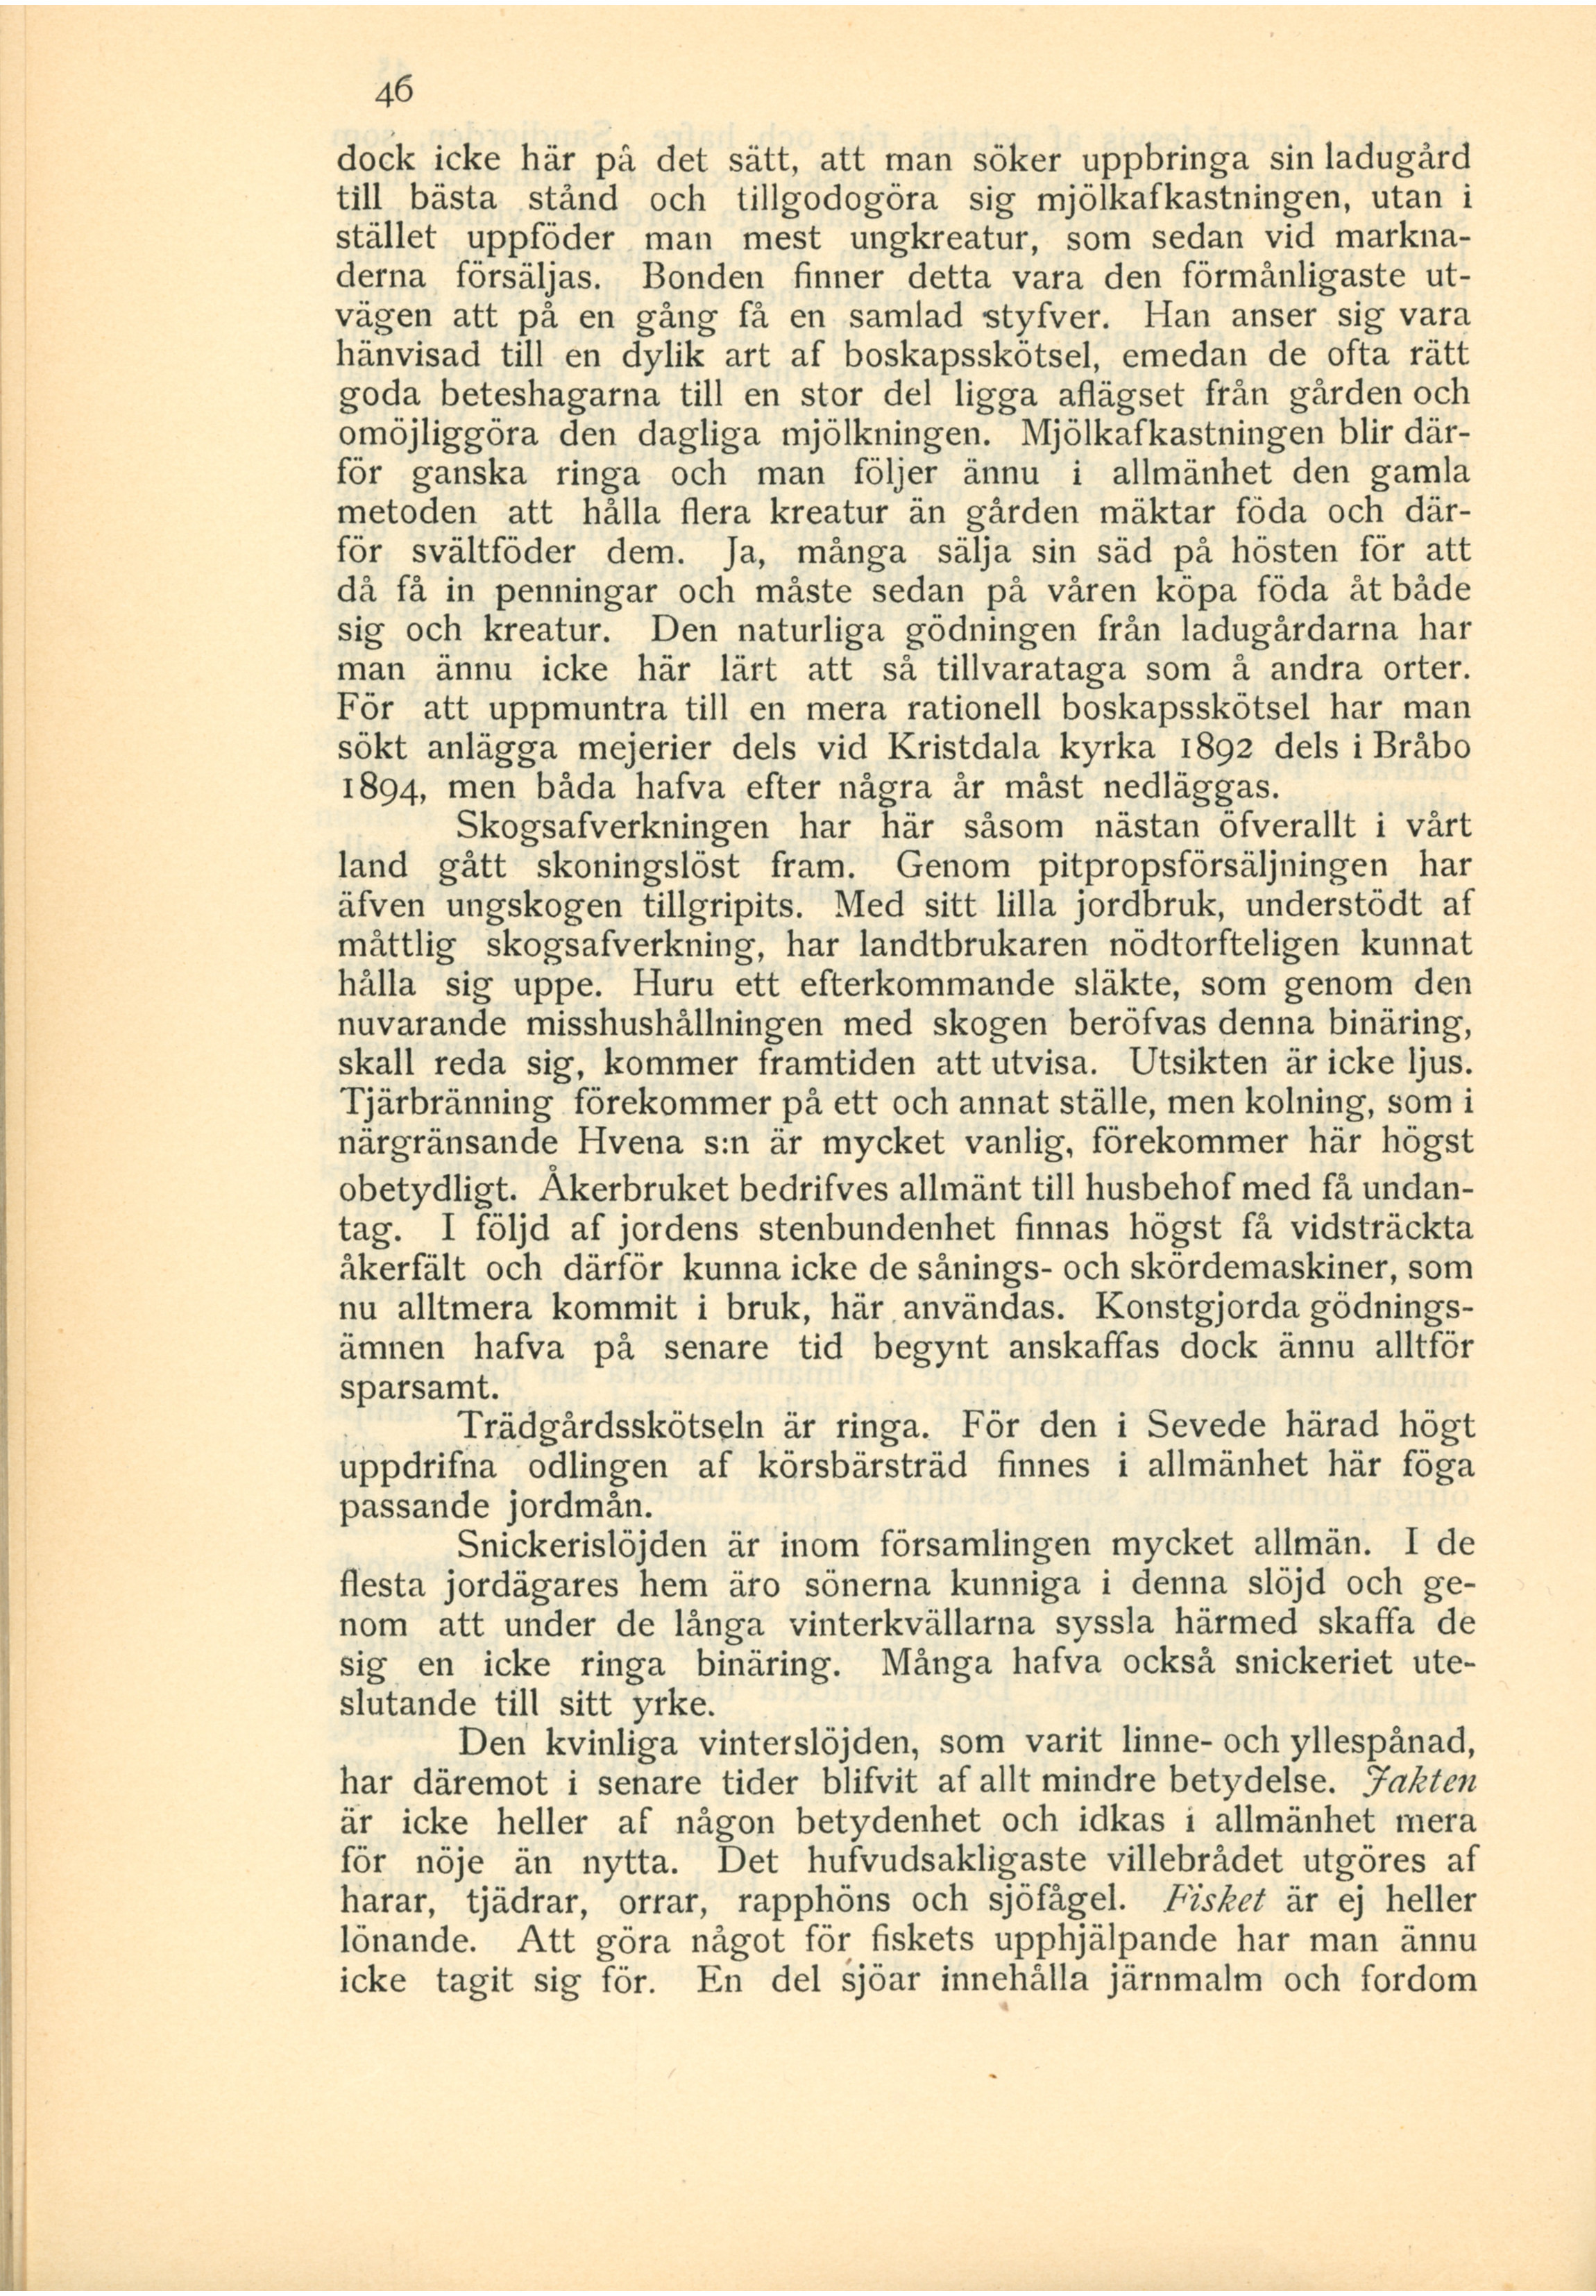 46
dock icke här på det sätt, att man söker uppbringa sin ladugård
till bästa stånd och tillgodogöra sig mjölkafkastningen, utan i
stället uppföder man mest ungkreatur, som sedan vid markna-
derna försäljas. Bonden finner detta vara den förmånligaste ut-
vägen att på en gång få en samlad styfver. Han anser sig vara
hänvisad till en dylik art af boskapsskötsel, emedan de ofta rätt
goda beteshagarna till en stor del ligga aflägset från gården och
omöjliggöra den dagliga mjölkningen. Mjölkafkastningen blir där-
för ganska ringa och man följer ännu i allmänhet den gamla
metoden att hålla flera kreatur än gården mäktar föda och där-
för svältföder dem. Ja, många sälja sin säd på hösten för att
då få in penningar och måste sedan på våren köpa föda åt både
sig och kreatur. Den naturliga gödningen från ladugårdarna har
man ännu icke här lärt att så tillvarataga som å andra orter.
För att uppmuntra till en mera rationell boskapsskötsel har man
sökt anlägga mejerier dels vid Kristdala kyrka 1892 dels i Bråbo
1894, men båda hafva efter några år måst nedläggas.
Skogsafverkningen har här såsom nästan öfverallt i vårt
land gått skoningslöst fram. Genom pitpropsförsäljningen har
äfven ungskogen tillgripits. Med sitt lilla jordbruk, understödt af
måttlig skogsafverkning, har landtbrukaren nödtorfteligen kunnat
hålla sig uppe. Huru ett efterkommande släkte, som genom den
nuvarande misshushållningen med skogen beröfvas denna binäring,
skall reda sig, kommer framtiden att utvisa. Utsikten är icke ljus.
Tjärbränning förekommer på ett och annat ställe, men kolning, som i
närgränsande Hvena s:n är mycket vanlig, förekommer här högst
obetydligt. Åkerbruket bedrifves allmänt till husbehof med få undan-
tag. I följd af jordens stenbundenhet finnas högst få vidsträckta
åkerfält och därför kunna icke de sånings- och skördemaskiner, som
nu alltmera kommit i bruk, här användas. Konstgjorda gödnings-
ämnen hafva på senare tid begynt anskaffas dock ännu alltför
sparsamt.
Trädgårdsskötseln är ringa. För den i Sevede härad högt
uppdrifna odlingen af körsbärsträd finnes i allmänhet här föga
passande jordmån.
Snickerislöjden är inom församlingen mycket allmän. I de
flesta jordägares hem äro sönerna kunniga i denna slöjd och ge-
nom att under de långa vinterkvällarna syssla härmed skaffa de
sig en icke ringa binäring. Många hafva också snickeriet ute-
slutande till sitt yrke.
Den kvinliga vinterslöjden, som varit linne- och yllespånad,
har däremot i senare tider blifvit af allt mindre betydelse. Jakten
är icke heller af någon betydenhet och idkas i allmänhet mera
för nöje än nytta. Det hufvudsakligaste villebrådet utgöres af
harar, tjädrar, orrar, rapphöns och sjöfågel. Fisket är ej heller
lönande. Att göra något för fiskets upphjälpande har man ännu
icke tagit sig för. En del sjöar innehålla järnmalm och fordom